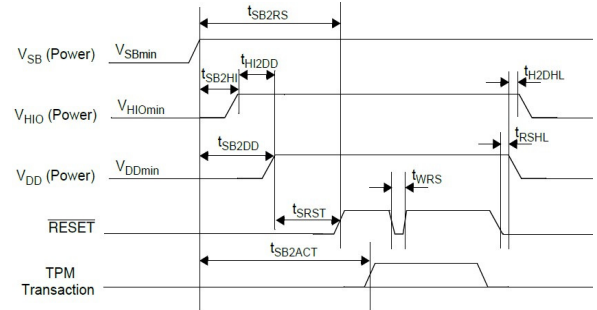 tSB2RS
VSB (Power) VSBmin
tSB2HI tHI2DD tH2DHL
VHIO (Power) VHIOmin
tSB2DD tRSHL
VDD (Power) VDDmin
tWRS
tSRST
RESET
tSB2ACT
TPM
Transaction